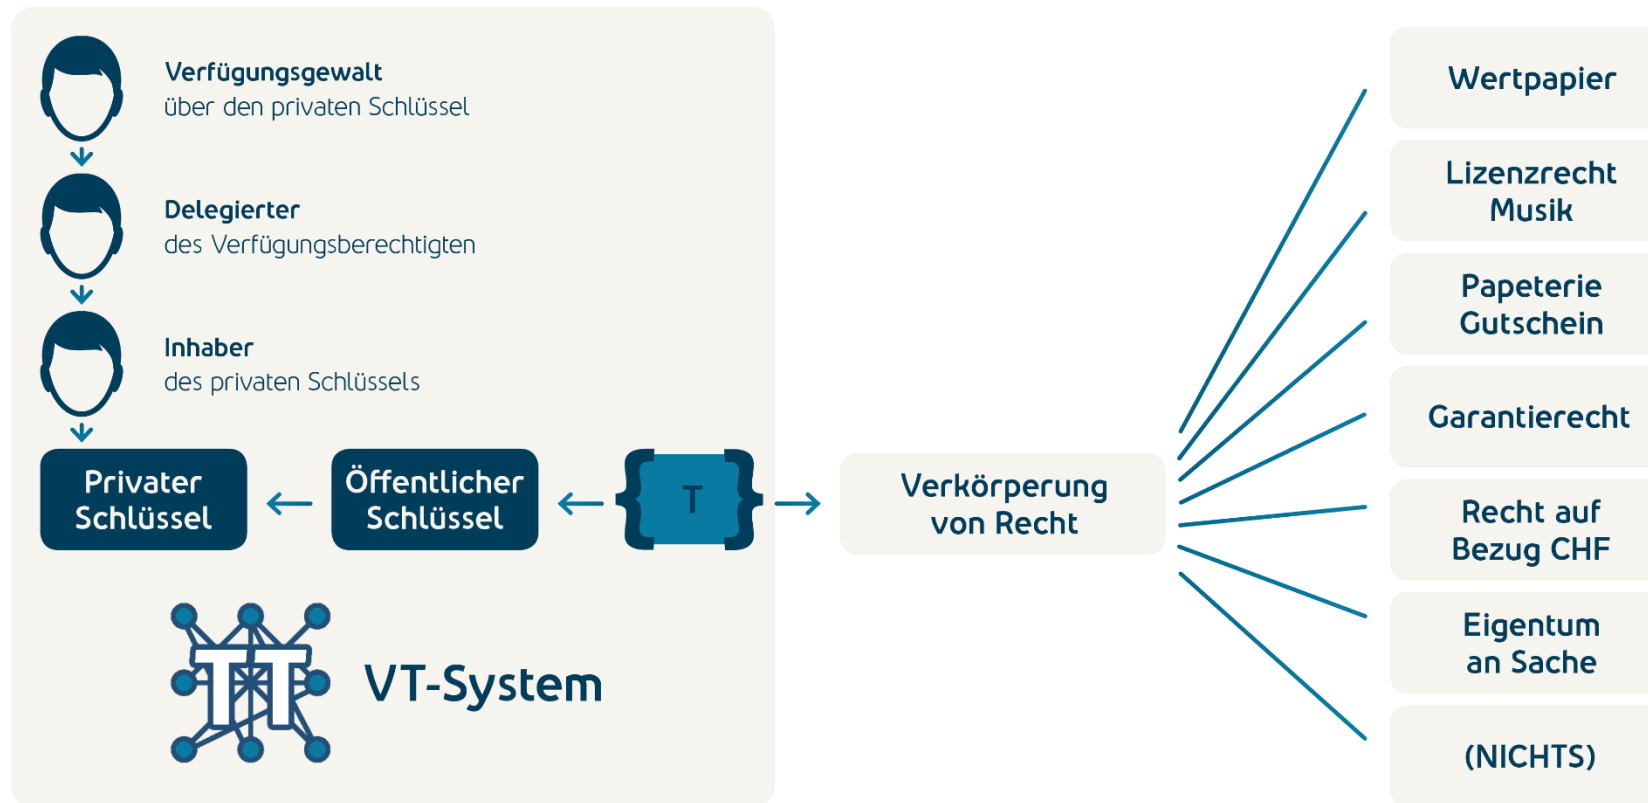 Verfügungsgewalt
über den privaten Schlüssel
Delegierter
des Verfügungsberechtigten
Inhaber
des privaten Schlüssels
Privater
Schlüssel
Öffentlicher
Schlüssel
{ T }
TT
VT-System
Verkörperung
von Recht
Wertpapier
Lizenzrecht
Musik
Papeterie
Gutschein
Garantierecht
Recht auf
Bezug CHF
Eigentum
an Sache
(NICHTS)